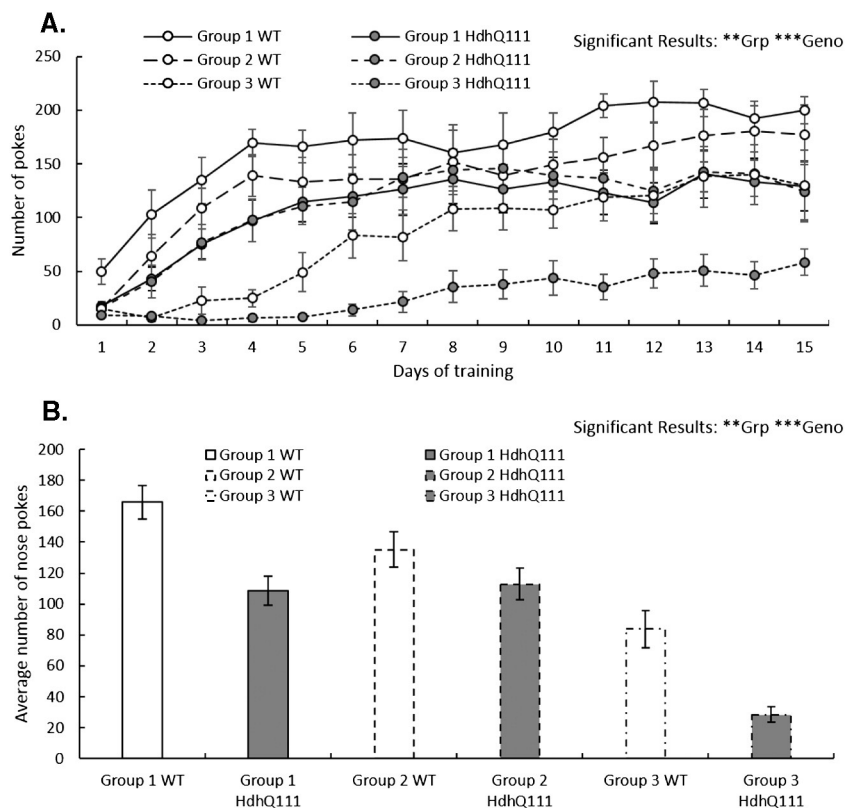 A.
Group 1 WT Group 1 HdhQ111
Group 2 WT Group 2 HdhQ111
Group 3 WT Group 3 HdhQ111
Significant Results: **Grp ***Geno
Number of pokes
250
200
150
100
50
0
1 2 3 4 5 6 7 8 9 10 11 12 13 14 15
Days of training
B.
Significant Results: **Grp ***Geno
Group 1 WT Group 1 HdhQ111
Group 2 WT Group 2 HdhQ111
Group 3 WT Group 3 HdhQ111
Average number of nose pokes
200
180
160
140
120
100
80
60
40
20
0
Group 1 WT Group 1 HdhQ111 Group 2 WT Group 2 HdhQ111 Group 3 WT Group 3 HdhQ111